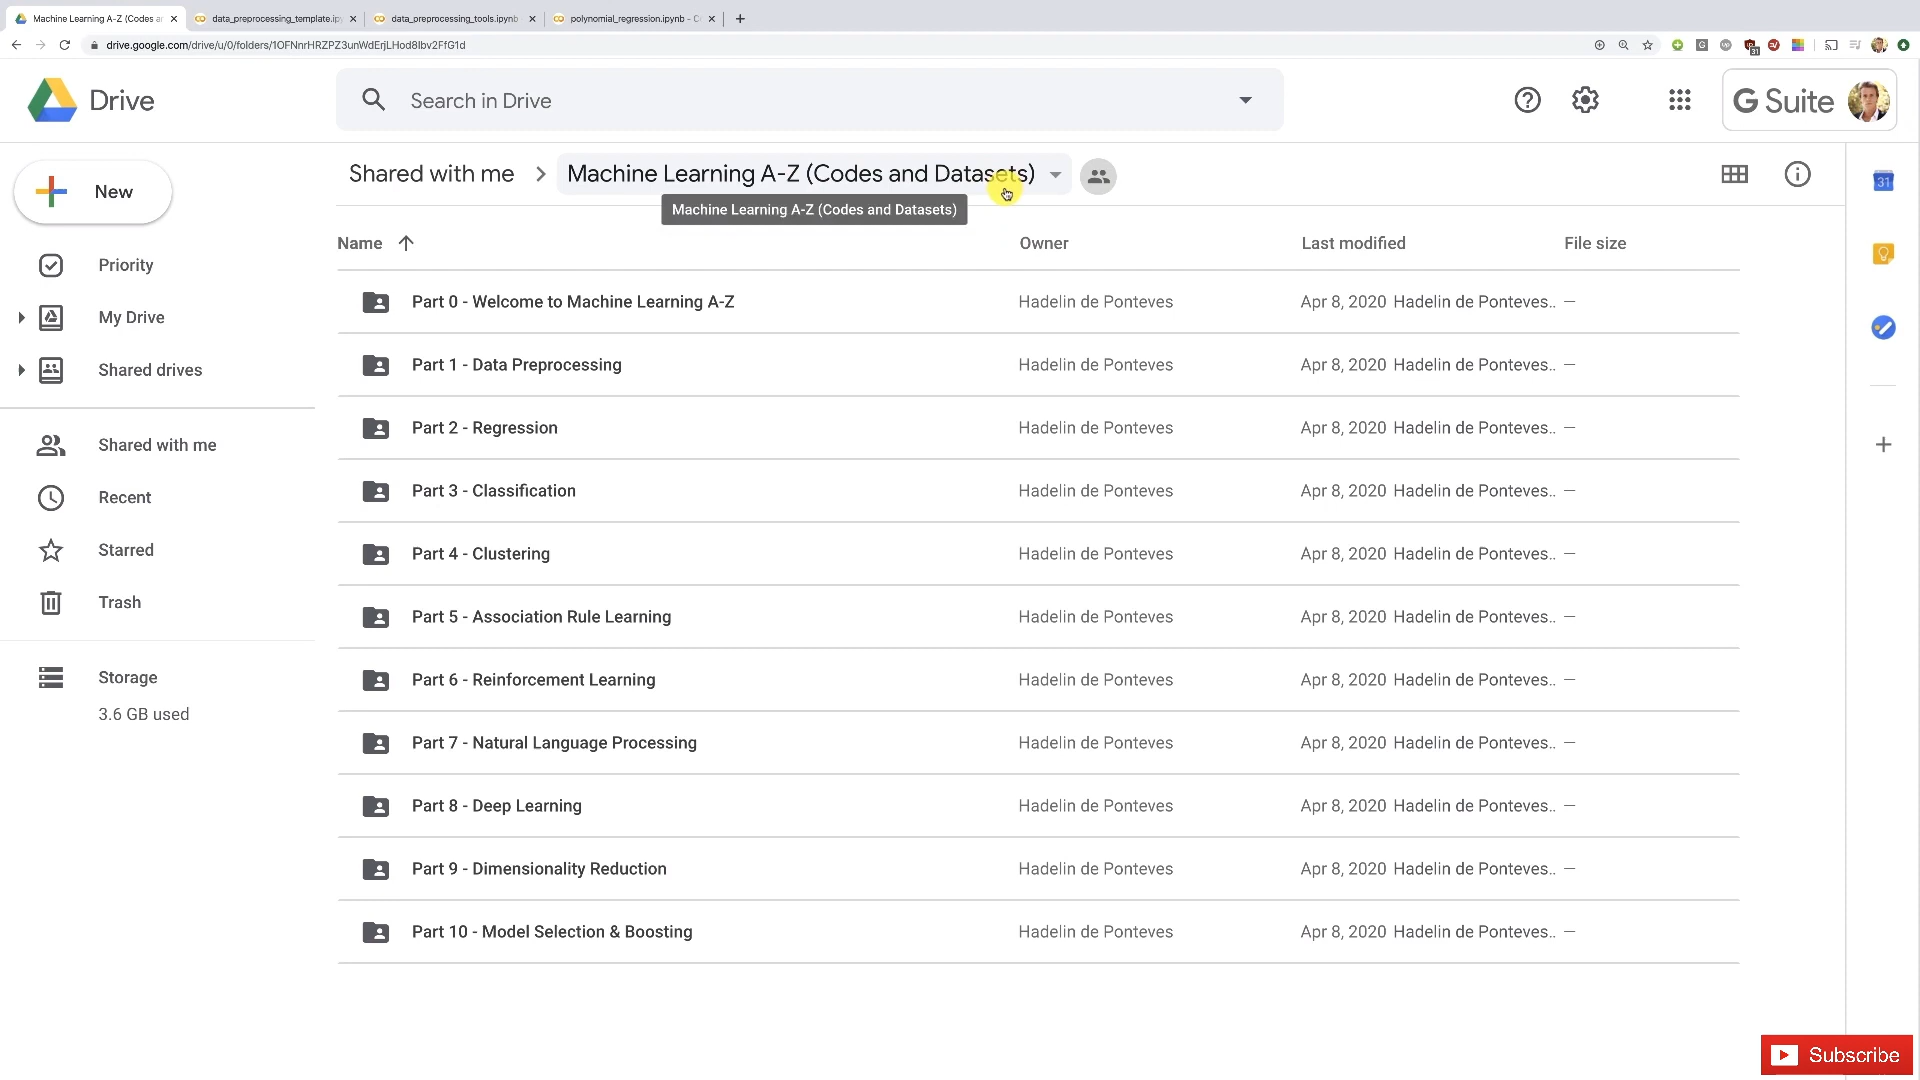 Machine Learning A-Z (Codes ar
data_preprocessing_template.ipy
data_preprocessing_tools.ipynb
polynomial_regression.ipynb - C
drive.google.com/drive/u/0/folders/1OFNnrHRZPZ3unWdErjLHod8Ibv2FfG1d
31
Drive
Search in Drive
G Suite
New
Shared with me
Machine Learning A-Z (Codes and Datasets)
Machine Learning A-Z (Codes and Datasets)
31
Name Owner Last modified File size
Priority
My Drive
Shared drives
Shared with me
Recent
Starred
Trash
Storage
3.6 GB used
Part 0 - Welcome to Machine Learning A-Z Hadelin de Ponteves Apr 8, 2020 Hadelin de Ponteves.. —
Part 1 - Data Preprocessing Hadelin de Ponteves Apr 8, 2020 Hadelin de Ponteves.. —
Part 2 - Regression Hadelin de Ponteves Apr 8, 2020 Hadelin de Ponteves.. —
Part 3 - Classification Hadelin de Ponteves Apr 8, 2020 Hadelin de Ponteves.. —
Part 4 - Clustering Hadelin de Ponteves Apr 8, 2020 Hadelin de Ponteves.. —
Part 5 - Association Rule Learning Hadelin de Ponteves Apr 8, 2020 Hadelin de Ponteves.. —
Part 6 - Reinforcement Learning Hadelin de Ponteves Apr 8, 2020 Hadelin de Ponteves.. —
Part 7 - Natural Language Processing Hadelin de Ponteves Apr 8, 2020 Hadelin de Ponteves.. —
Part 8 - Deep Learning Hadelin de Ponteves Apr 8, 2020 Hadelin de Ponteves.. —
Part 9 - Dimensionality Reduction Hadelin de Ponteves Apr 8, 2020 Hadelin de Ponteves.. —
Part 10 - Model Selection & Boosting Hadelin de Ponteves Apr 8, 2020 Hadelin de Ponteves.. —
Subscribe